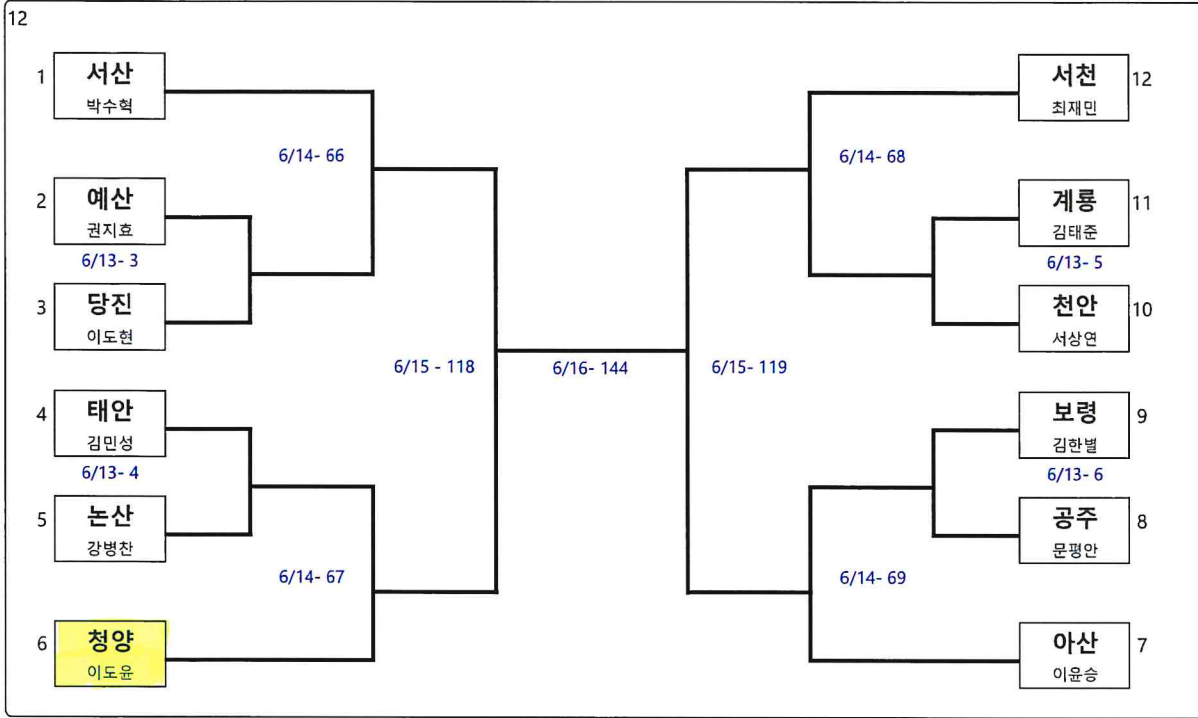 12
1
서산
박수혁
6/14- 66
2
예산
권지효
6/13- 3
3
당진
이도현
6/15 - 118
4
태안
김민성
6/13- 4
5
논산
강병찬
6/14- 67
6
청양
이도윤
6/16- 144
서천
12
최재민
6/14- 68
계룡
11
김태준
6/13- 5
천안
10
서상연
6/15- 119
보령
9
김한별
6/13- 6
공주
8
문평안
6/14- 69
아산
7
이윤승